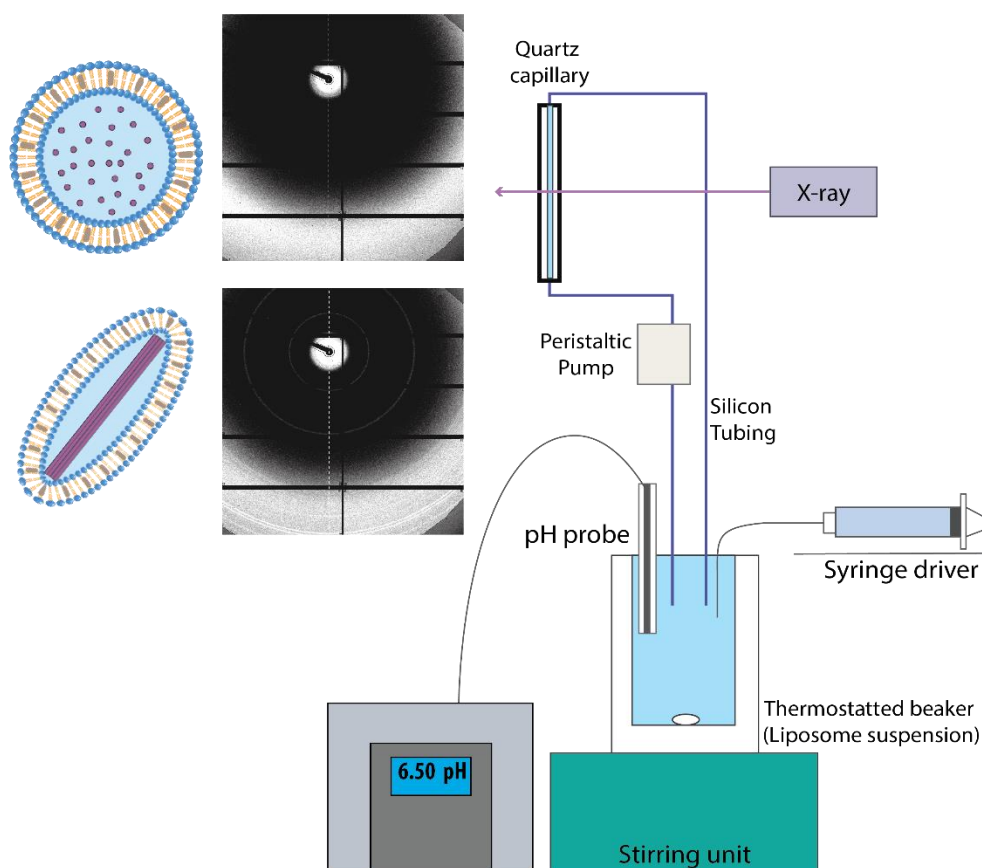 Quartz
capillary
X-ray
Peristaltic
Pump
Silicon
Tubing
pH probe
Syringe driver
Thermostatted beaker
(Liposome suspension)
6.50 pH
Stirring unit